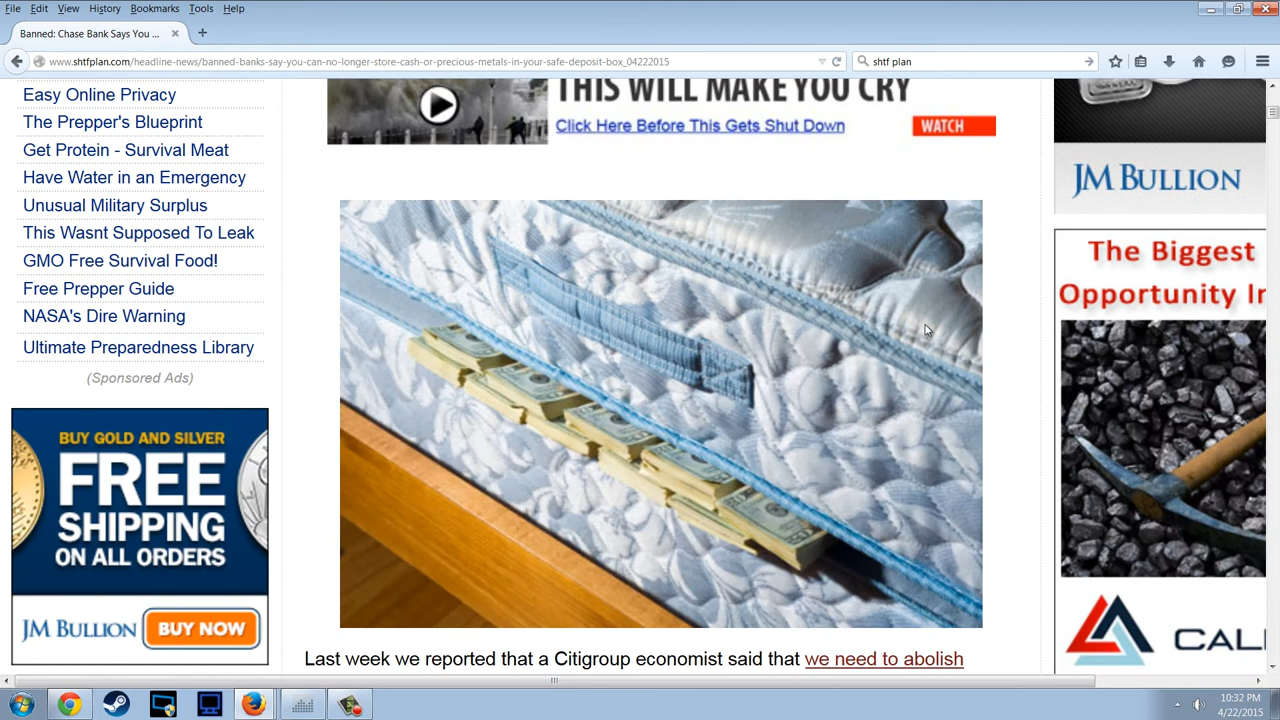 File Edit View History Bookmarks Tools Help
Banned: Chase Bank Says You ...
www.shtfplan.com/headline-news/banned-banks-say-you-can-no-longer-store-cash-or-precious-metals-in-your-safe-deposit-box_04222015
shtf plan
Easy Online Privacy
The Prepper's Blueprint
Get Protein - Survival Meat
Have Water in an Emergency
Unusual Military Surplus
This Wasnt Supposed To Leak
GMO Free Survival Food!
Free Prepper Guide
NASA's Dire Warning
Ultimate Preparedness Library
(Sponsored Ads)
BUY GOLD AND SILVER
FREE
SHIPPING
ON ALL ORDERS
JM BULLION
BUY NOW
THIS WILL MAKE YOU CRY
Click Here Before This Gets Shut Down
WATCH
Last week we reported that a Citigroup economist said that we need to abolish
JM BULLION
The Biggest
Opportunity In
CALI
10:32 PM
4/22/2015